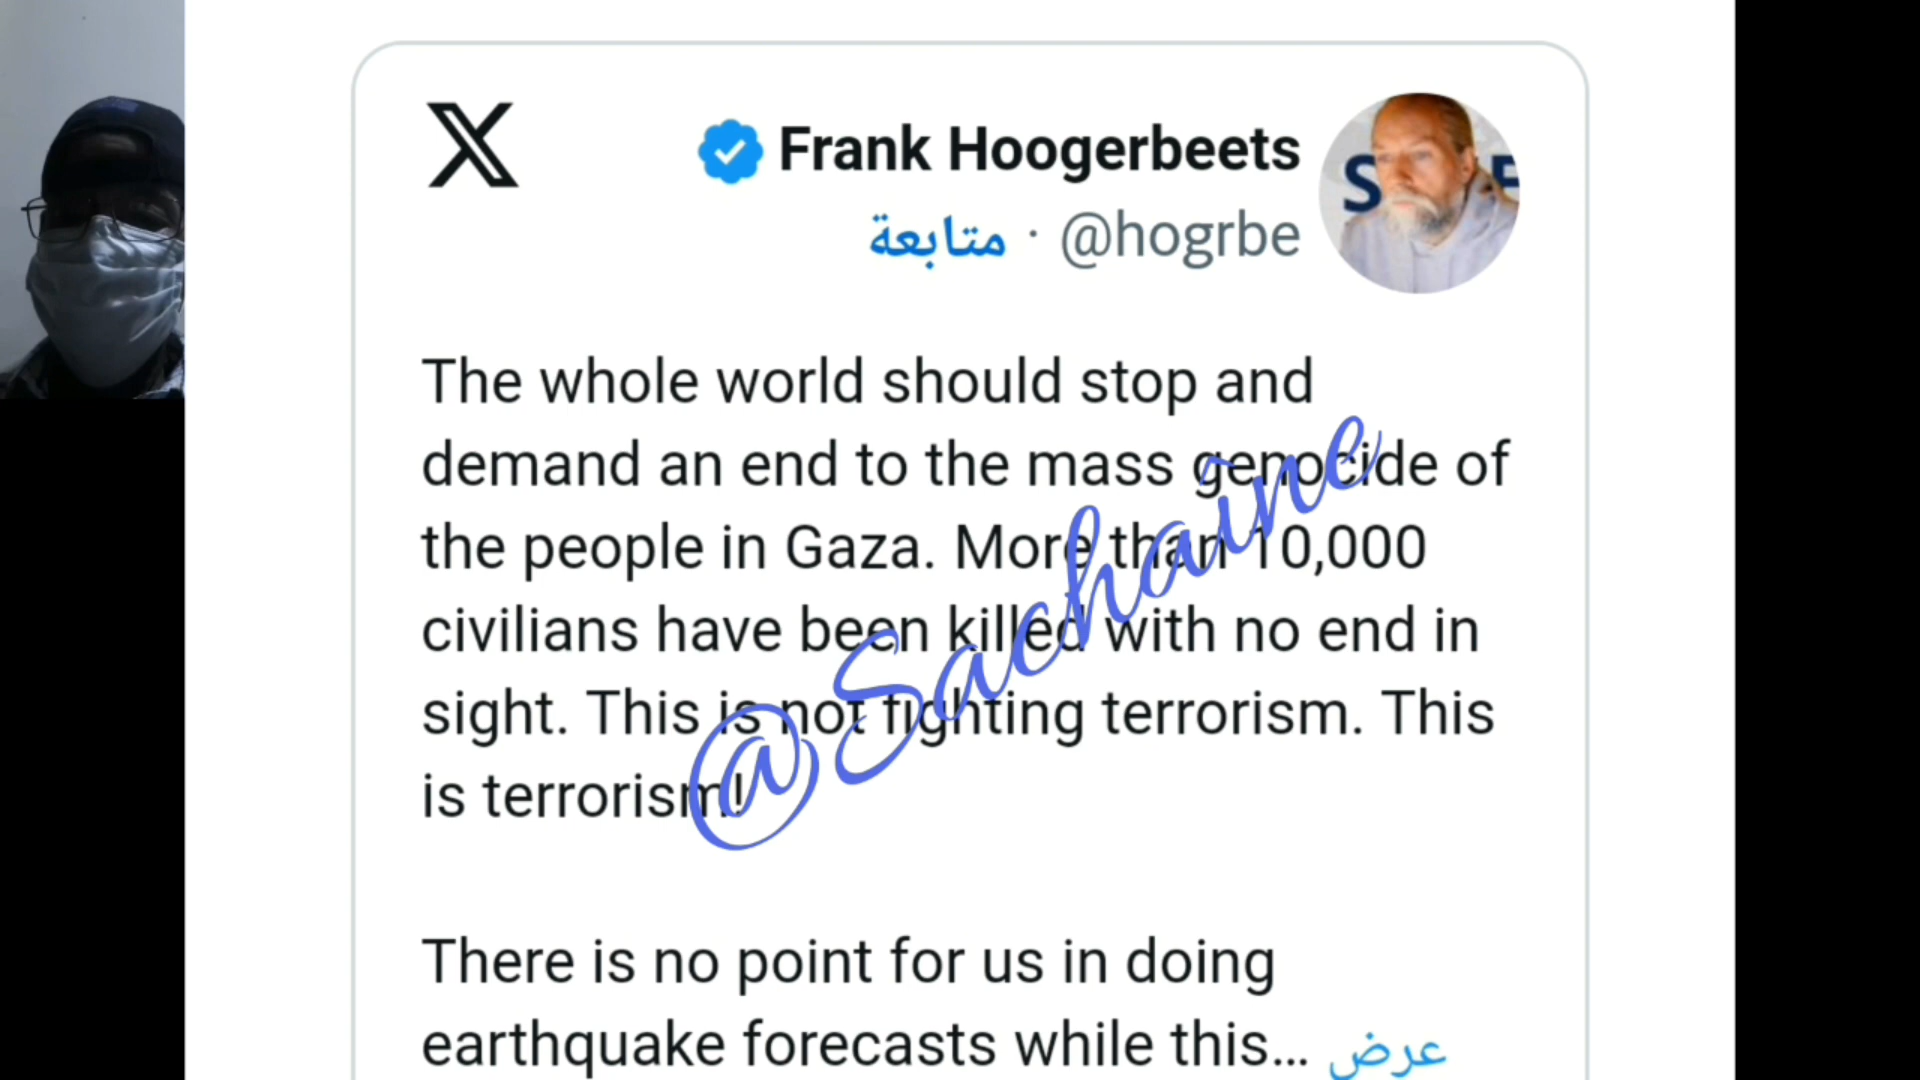 Frank Hoogerbeets
@hogrbe · متابعة
The whole world should stop and
demand an end to the mass genocide of
the people in Gaza. More than 10,000
civilians have been killed with no end in
sight. This is not fighting terrorism. This
is terrorism!
@Sachaîne
There is no point for us in doing
earthquake forecasts while this... عرض